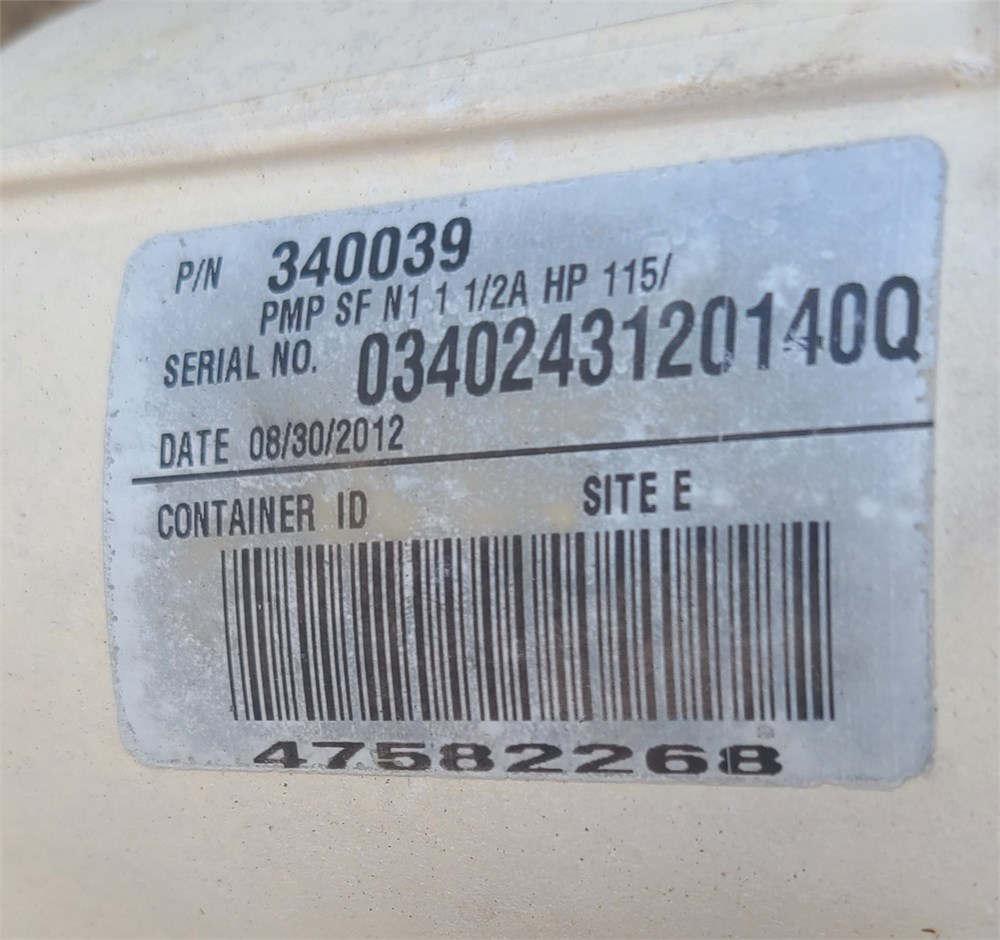 P/N 340039
PMP SF N1 1 1/2A HP 115/
SERIAL NO. 0340243120140Q
DATE 08/30/2012
CONTAINER ID SITE E
47582268